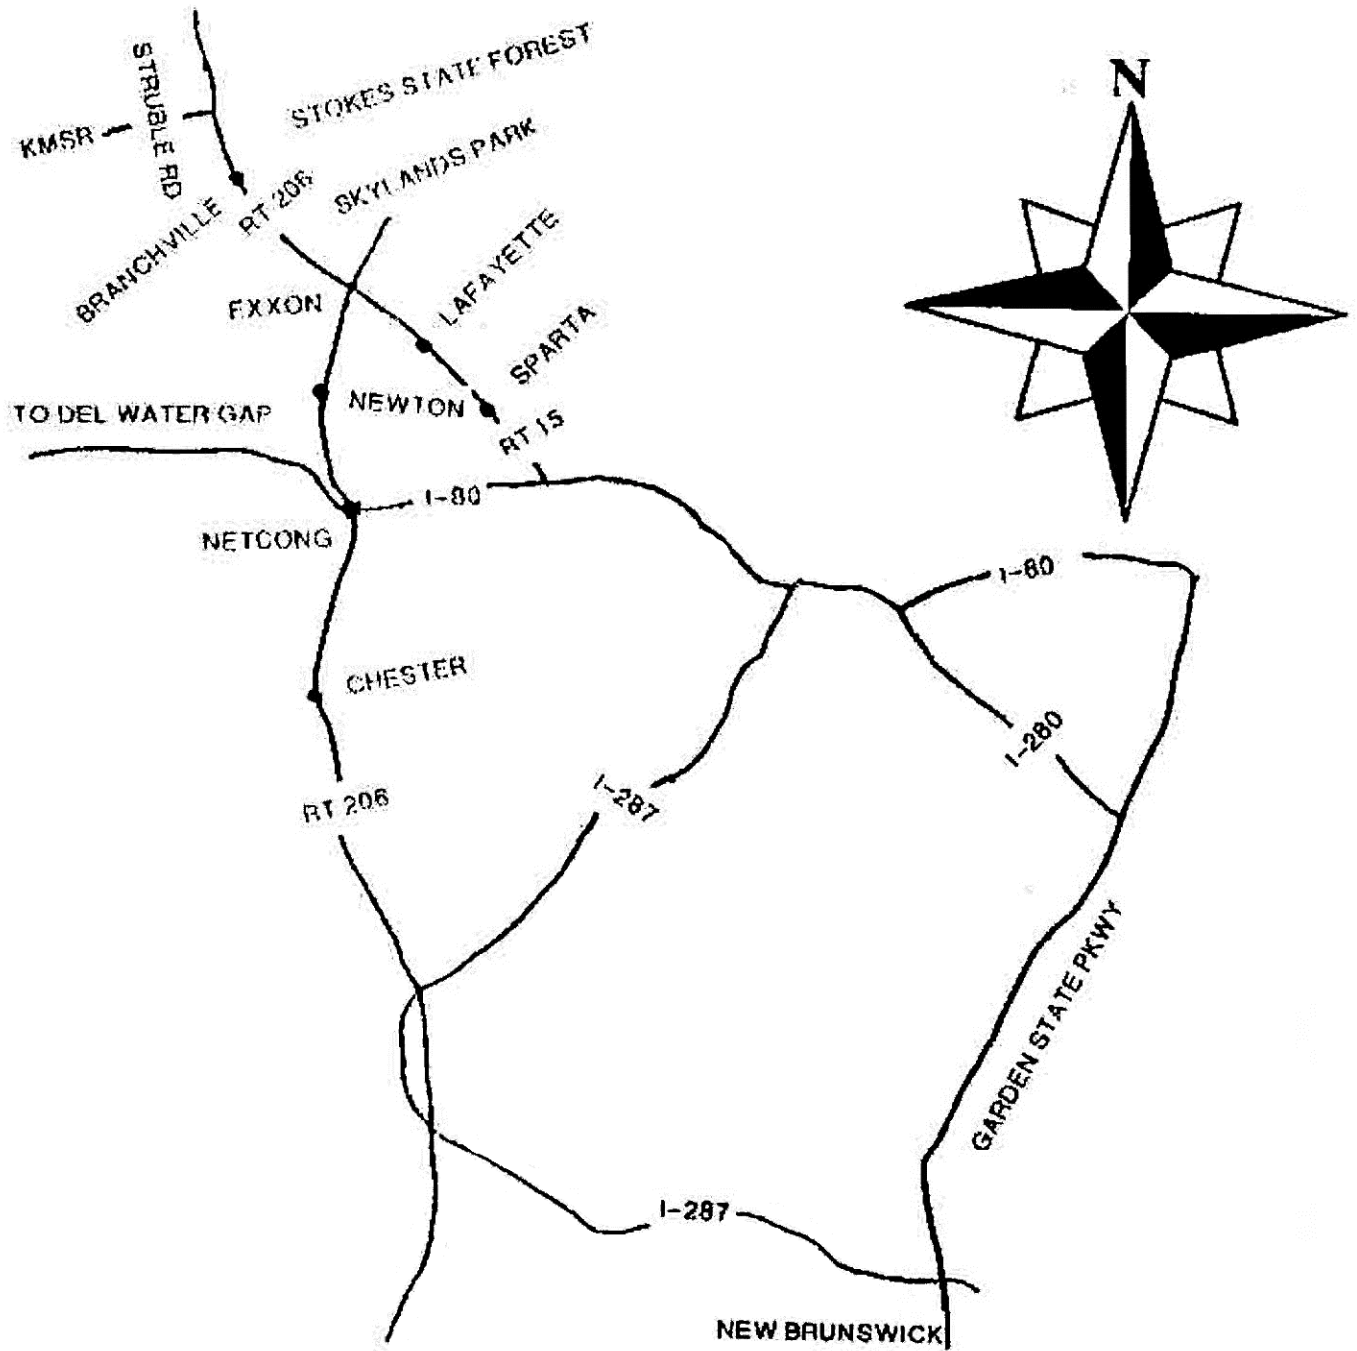 N
STRUBLE RD
STOKES STATE FOREST
KMSR
SKYLANDS PARK
RT 206
BRANCHVILLE
LAFAYETTE
EXXON
SPARTA
TO DEL WATER GAP
NEWTON
RT 15
I-80
NETCONG
I-80
CHESTER
I-280
RT 206
I-287
GARDEN STATE PKWY
I-287
NEW BRUNSWICK